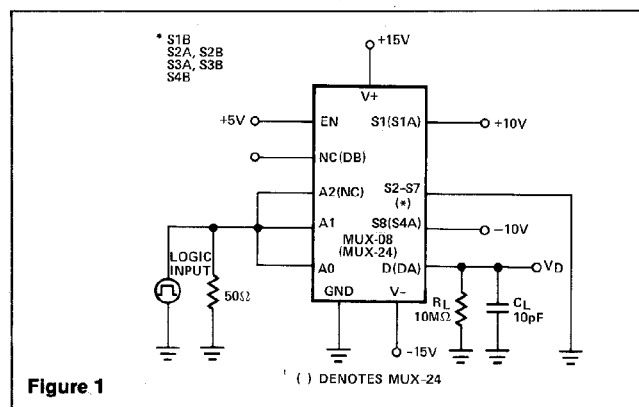 * S1B
S2A, S2B
S3A, S3B
S4B
+15V
V+
+5V
EN
S1(S1A)
+10V
NC(DB)
A2(NC)
S2–S7
(*)
A1
S8(S4A)
–10V
LOGIC
INPUT
MUX-08
(MUX-24)
A0
D(DA)
VD
50Ω
GND
V–
RL
10MΩ
CL
10pF
–15V
( ) DENOTES MUX-24
Figure 1